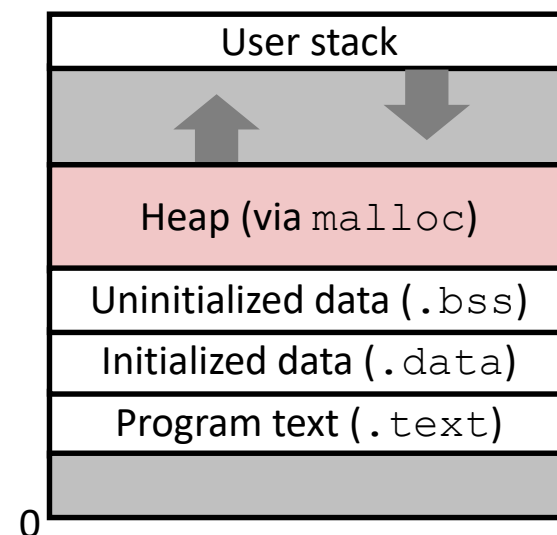 User stack
Heap (via malloc)
Uninitialized data (.bss)
Initialized data (.data)
Program text (.text)
0